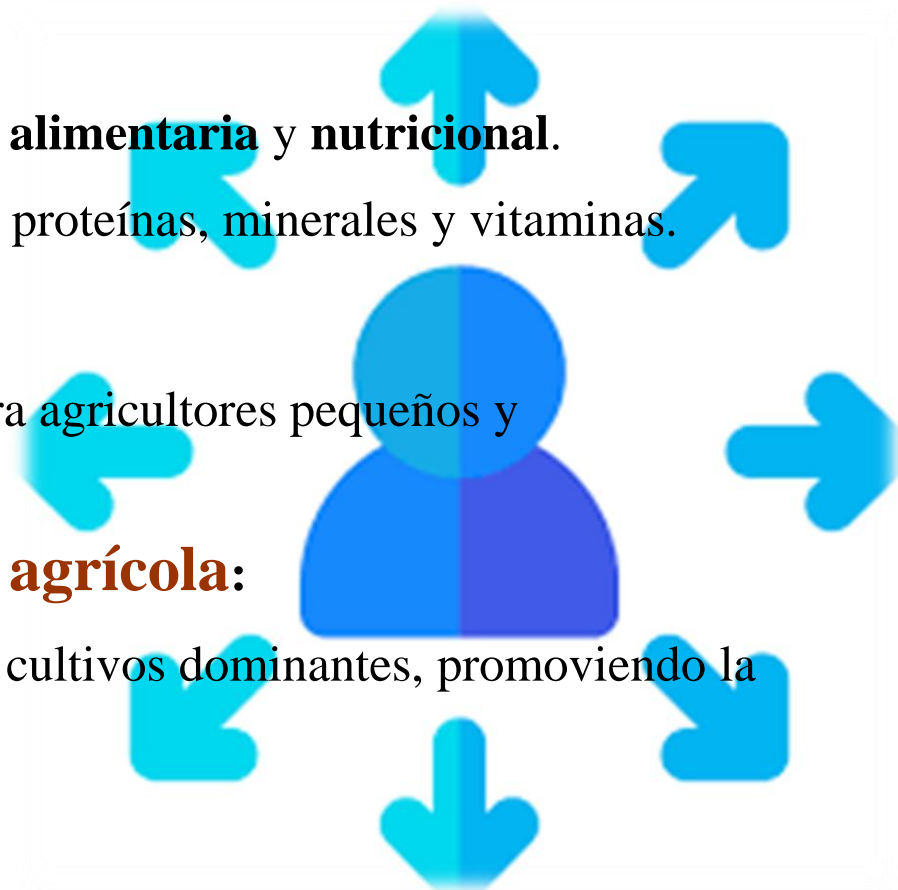 alimentaria y nutricional.
proteínas, minerales y vitaminas.
ra agricultores pequeños y
agrícola:
cultivos dominantes, promoviendo la